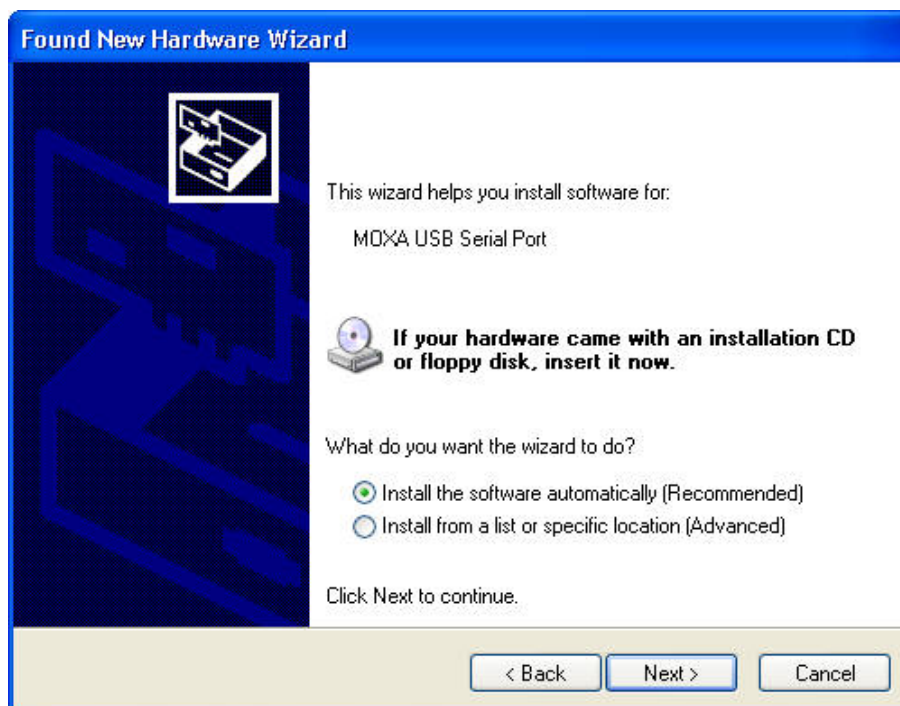 Found New Hardware Wizard
This wizard helps you install software for:
MOXA USB Serial Port
If your hardware came with an installation CD
or floppy disk, insert it now.
What do you want the wizard to do?
Install the software automatically (Recommended)
Install from a list or specific location (Advanced)
Click Next to continue.
< Back Next > Cancel